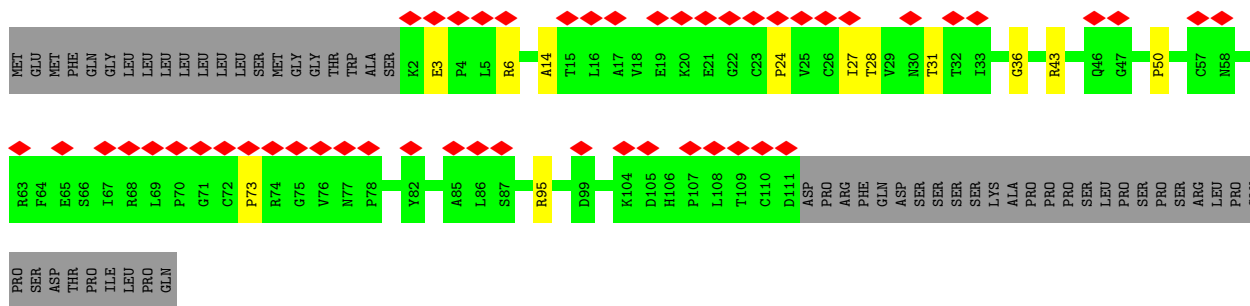 MET GLU MET PHE GLN GLY LEU LEU LEU LEU LEU LEU LEU SER MET GLY GLY THR TRP ALA SER K2 E3 P4 L5 R6 A14 T15 L16 A17 V18 E19 K20 E21 G22 C23 P24 V25 C26 I27 T28 V29 N30 T31 T32 I33 G36 R43 Q46 G47 P50 C57 N58
R63 F64 E65 S66 I67 R68 L69 P70 G71 C72 P73 R74 G75 V76 N77 P78 Y82 A85 L86 S87 R95 D99 K104 D105 H106 P107 L108 T109 C110 D111 ASP PRO ARG PHE GLN ASP SER SER SER SER LYS ALA PRO PRO PRO SER LEU PRO SER PRO SER ARG LEU PRO
PRO SER ASP THR PRO ILE LEU PRO GLN